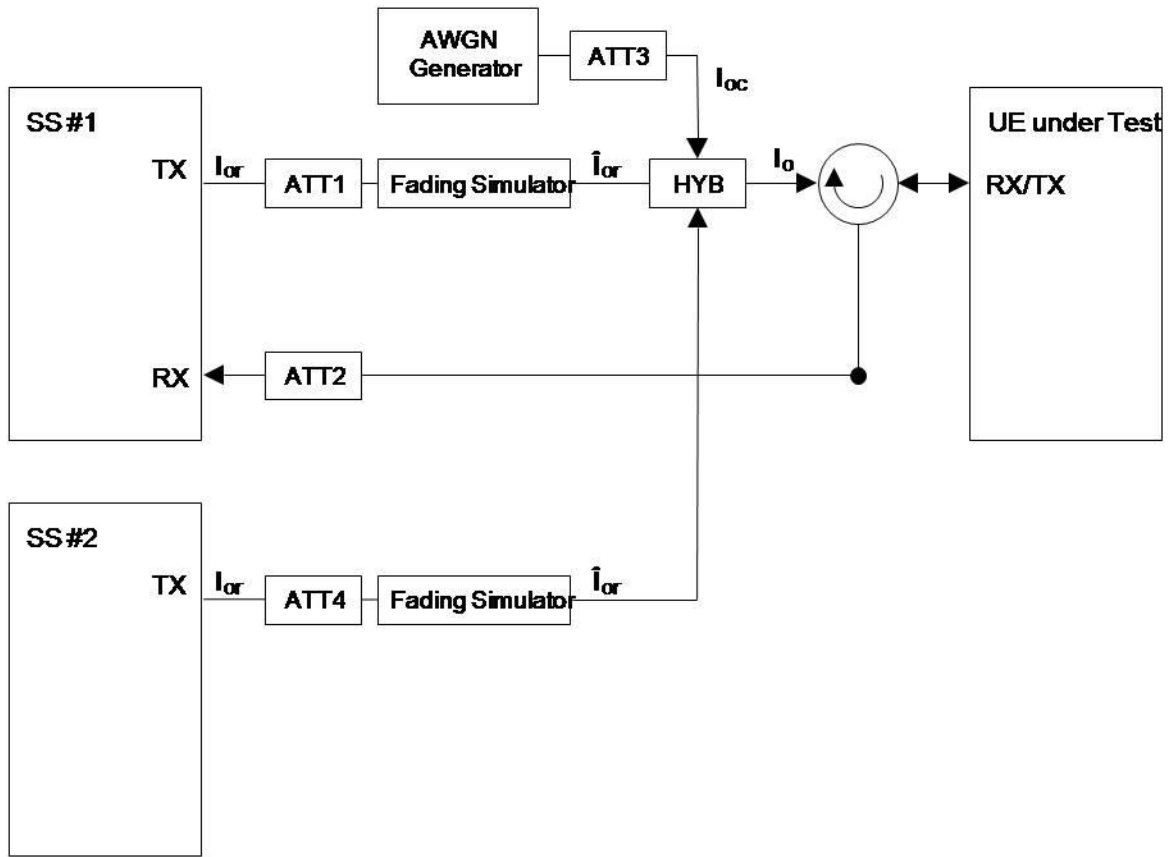 AWGN
Generator
ATT3
Ioc
SS #1
UE under Test
TX
Ior
ATT1
Fading Simulator
Îor
HYB
Io
RX/TX
RX
ATT2
SS #2
TX
Ior
ATT4
Fading Simulator
Îor